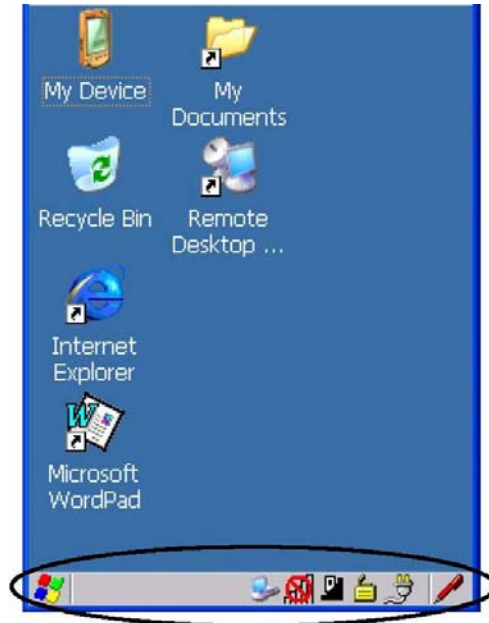 My Device
My
Documents
Recycle Bin
Remote
Desktop ...
Internet
Explorer
Microsoft
WordPad